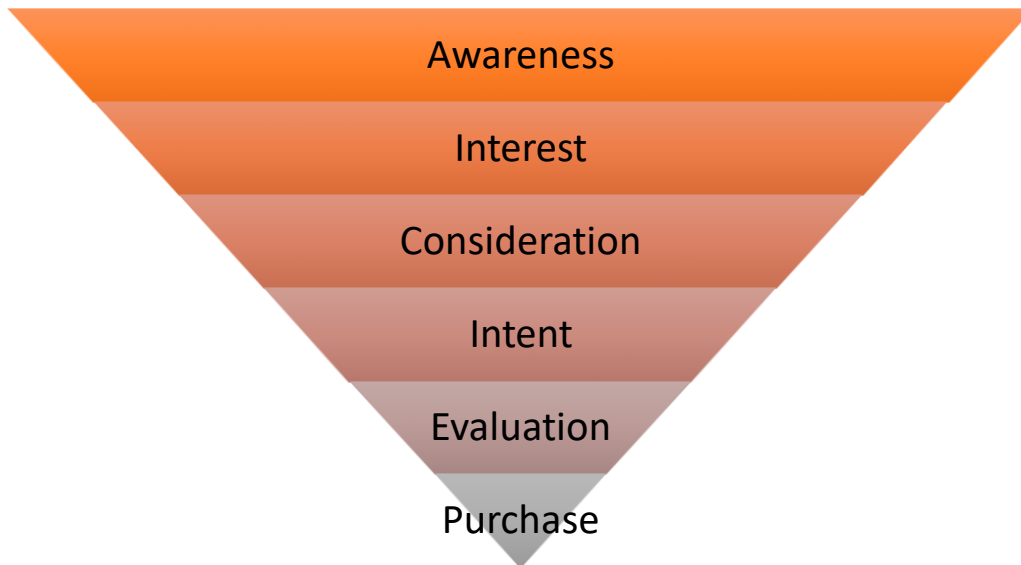 Awareness
Interest
Consideration
Intent
Evaluation
Purchase